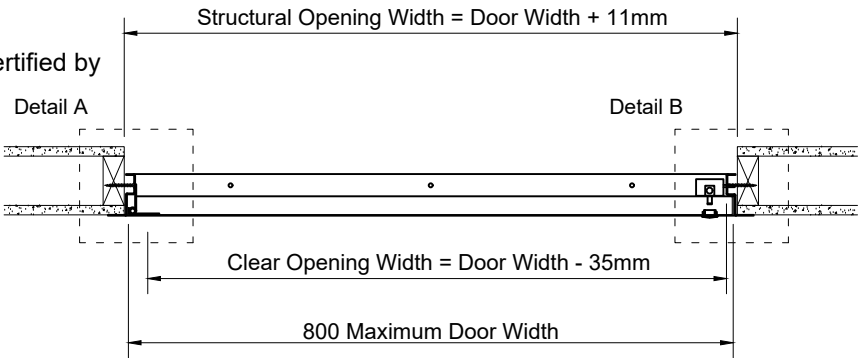 Structural Opening Width = Door Width + 11mm
ertified by
Detail A
Detail B
Clear Opening Width = Door Width - 35mm
800 Maximum Door Width